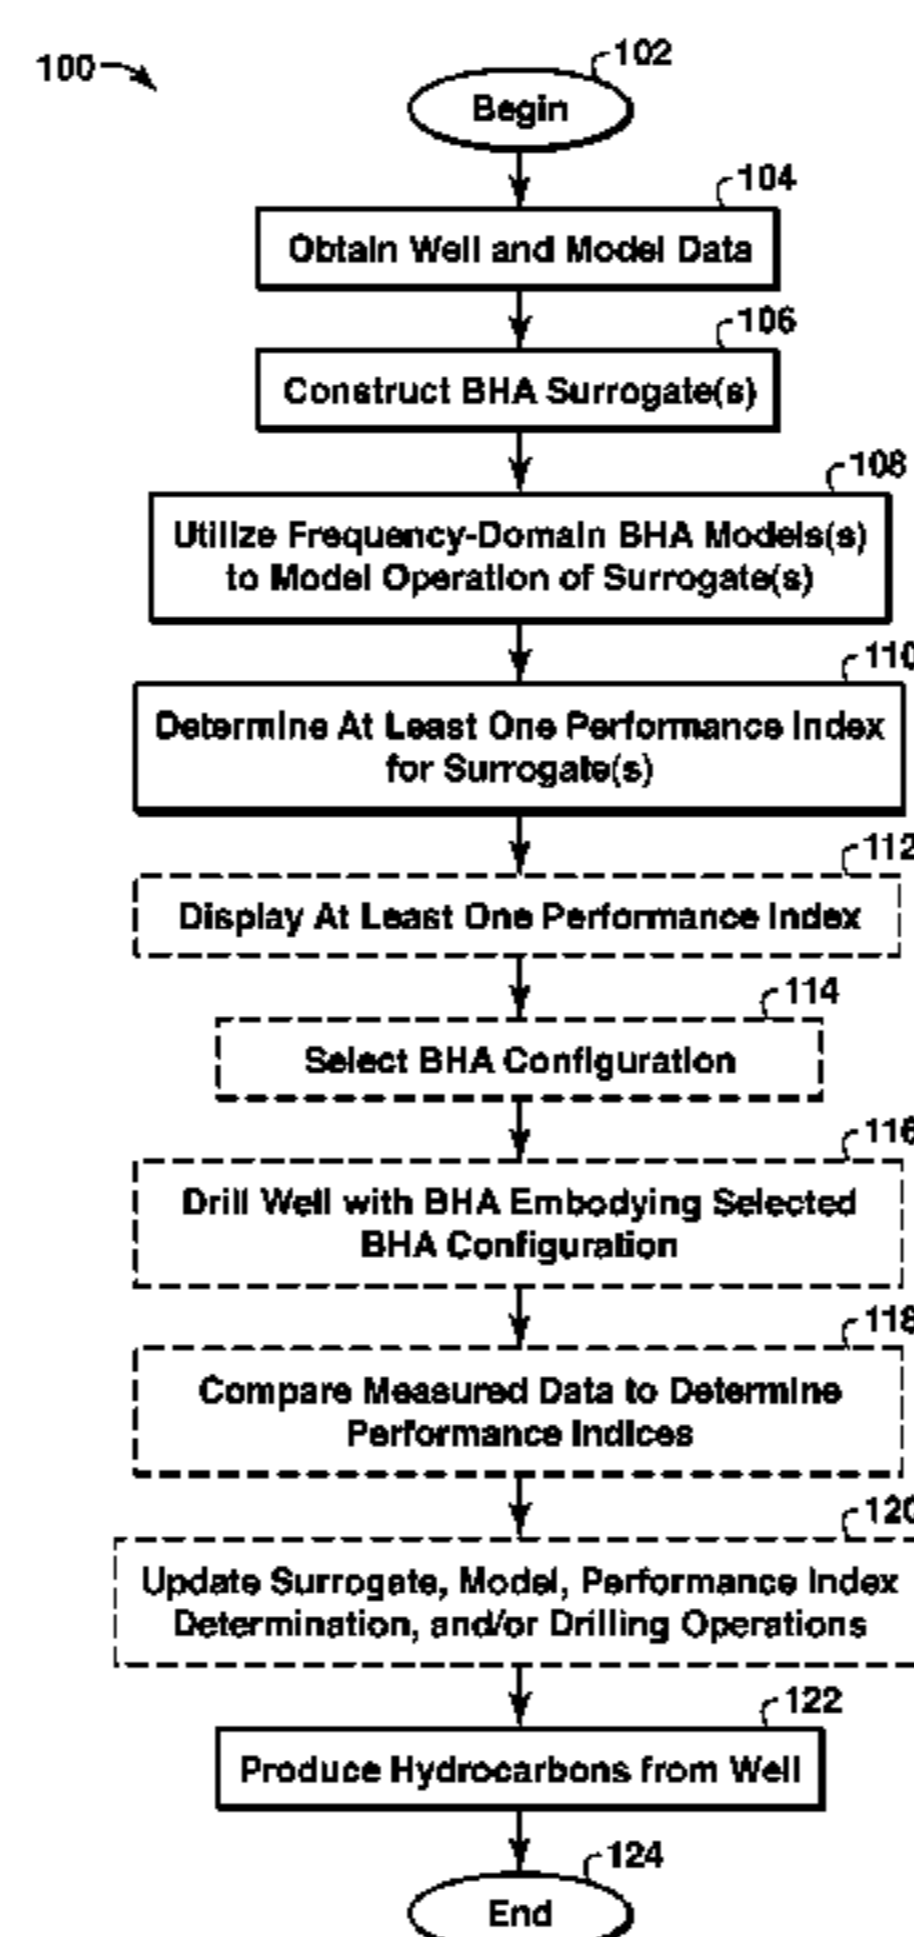 100
102
Begin
104
Obtain Well and Model Data
106
Construct BHA Surrogate(s)
108
Utilize Frequency-Domain BHA Models(s)
to Model Operation of Surrogate(s)
110
Determine At Least One Performance Index
for Surrogate(s)
112
Display At Least One Performance Index
114
Select BHA Configuration
116
Drill Well with BHA Embodying Selected
BHA Configuration
118
Compare Measured Data to Determine
Performance Indices
120
Update Surrogate, Model, Performance Index
Determination, and/or Drilling Operations
122
Produce Hydrocarbons from Well
124
End